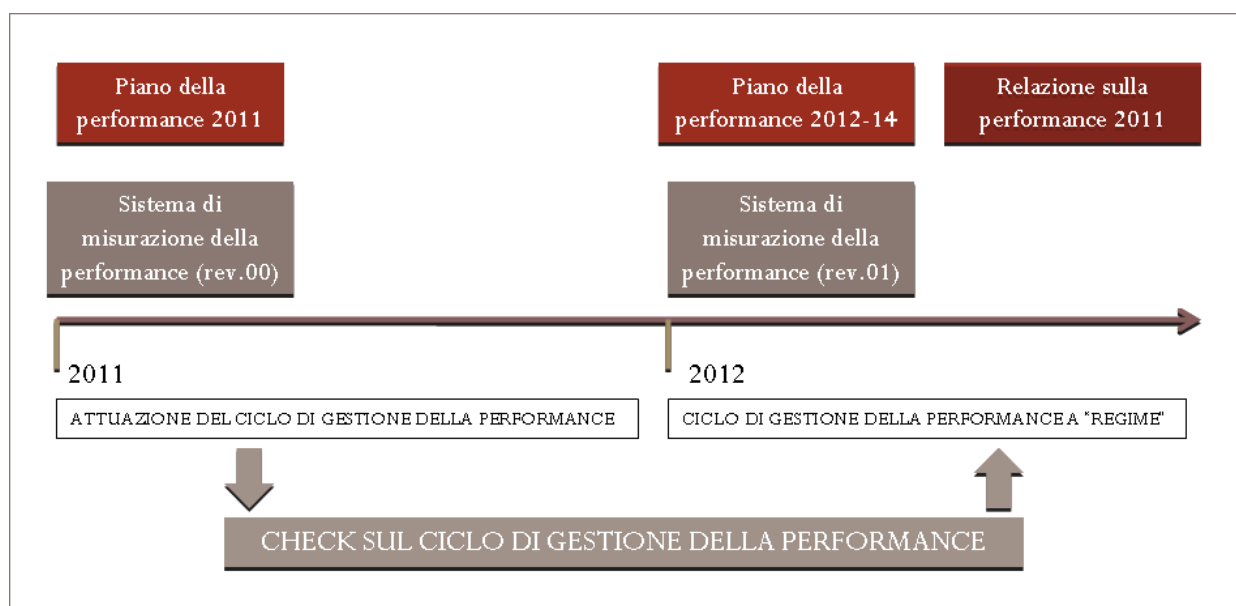 Piano della
performance 2011
Piano della
performance 2012-14
Relazione sulla
performance 2011
Sistema di
misurazione della
performance (rev.00)
Sistema di
misurazione della
performance (rev.01)
2011
2012
ATTUAZIONE DEL CICLO DI GESTIONE DELLA PERFORMANCE
CICLO DI GESTIONE DELLA PERFORMANCE A "REGIME"
CHECK SUL CICLO DI GESTIONE DELLA PERFORMANCE